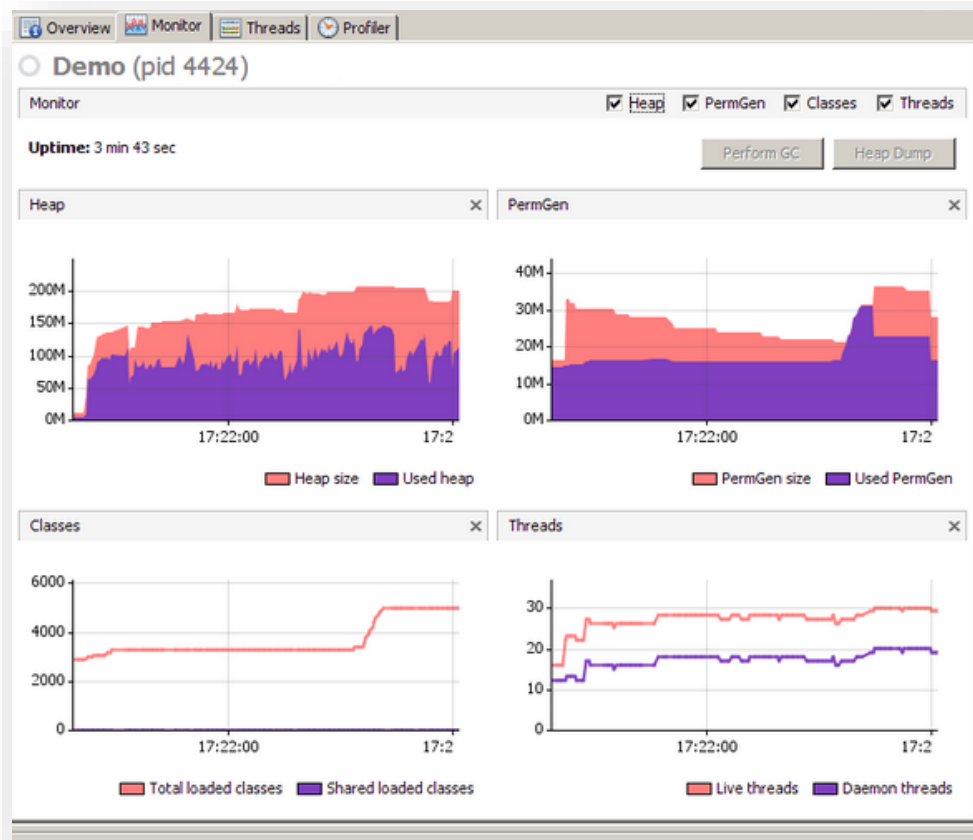 Overview Monitor Threads Profiler
Demo (pid 4424)
Monitor Heap PermGen Classes Threads
Uptime: 3 min 43 sec Perform GC Heap Dump
Heap
200M
150M
100M
50M
0M
17:22:00 17:2
Heap size Used heap
PermGen
40M
30M
20M
10M
0M
17:22:00 17:2
PermGen size Used PermGen
Classes
6000
4000
2000
0
17:22:00 17:2
Total loaded classes Shared loaded classes
Threads
30
20
10
0
17:22:00 17:2
Live threads Daemon threads